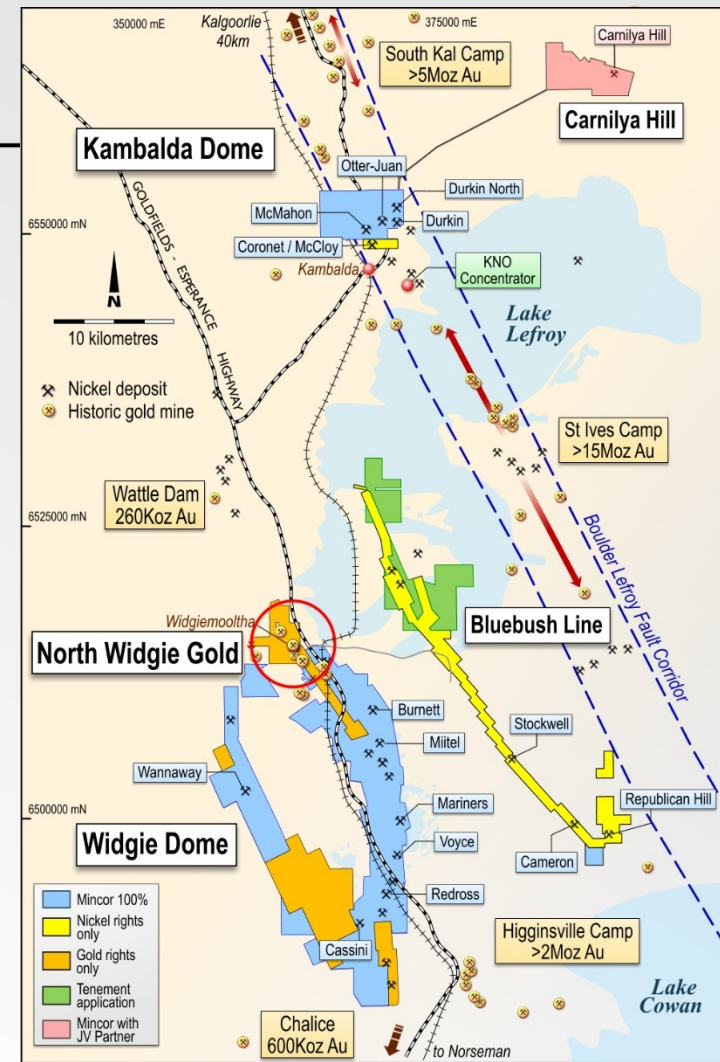 350000 mE
Kalgoorlie
40km
375000 mE
South Kal Camp
>5Moz Au
Carnilya Hill
Carnilya Hill
Kambalda Dome
Otter-Juan
Durkin North
McMahon
Durkin
6550000 mN
Coronet / McCloy
Kambalda
KNO
Concentrator
GOLDFIELDS - ESPERANCE HIGHWAY
N
10 kilometres
Lake
Lefroy
Nickel deposit
Historic gold mine
St Ives Camp
>15Moz Au
Wattle Dam
260Koz Au
6525000 mN
Boulder Lefroy Fault Corridor
Widgiemooltha
Bluebush Line
North Widgie Gold
Burnett
Stockwell
Miitel
Wannaway
Republican Hill
Mariners
6500000 mN
Widgie Dome
Voyce
Cameron
Redross
Mincor 100%
Nickel rights
only
Gold rights
only
Tenement
application
Mincor with
JV Partner
Cassini
Higginsville Camp
>2Moz Au
Lake
Cowan
Chalice
600Koz Au
to Norseman